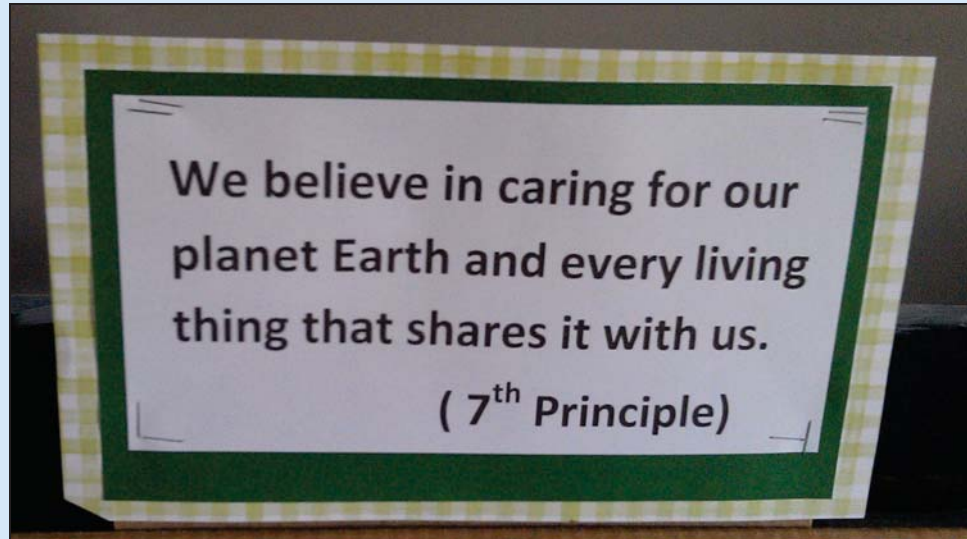 We believe in caring for our
planet Earth and every living
thing that shares it with us.
( 7th Principle)